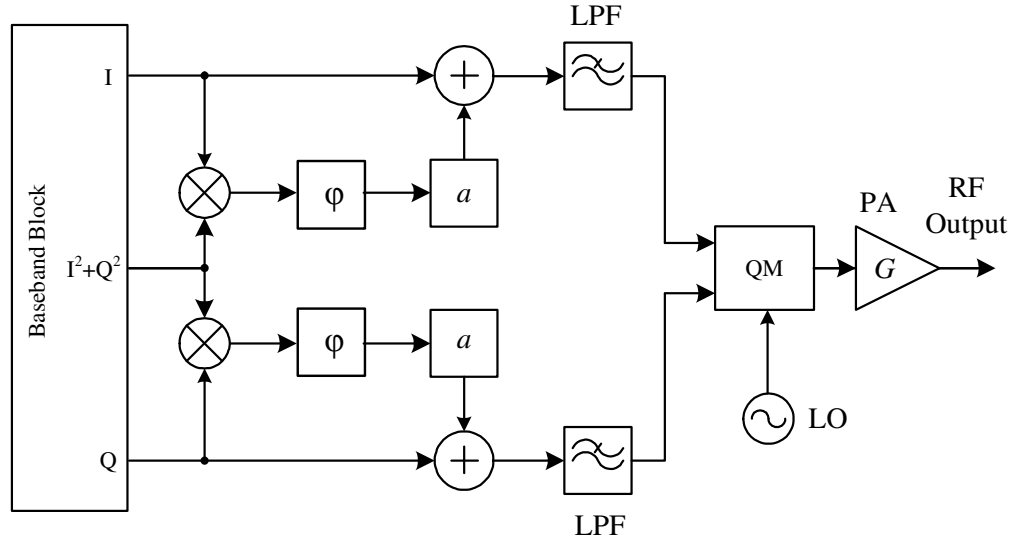 LPF
I
φ
a
Baseband Block
I²+Q²
φ
a
Q
LPF
QM
LO
PA
G
RF
Output